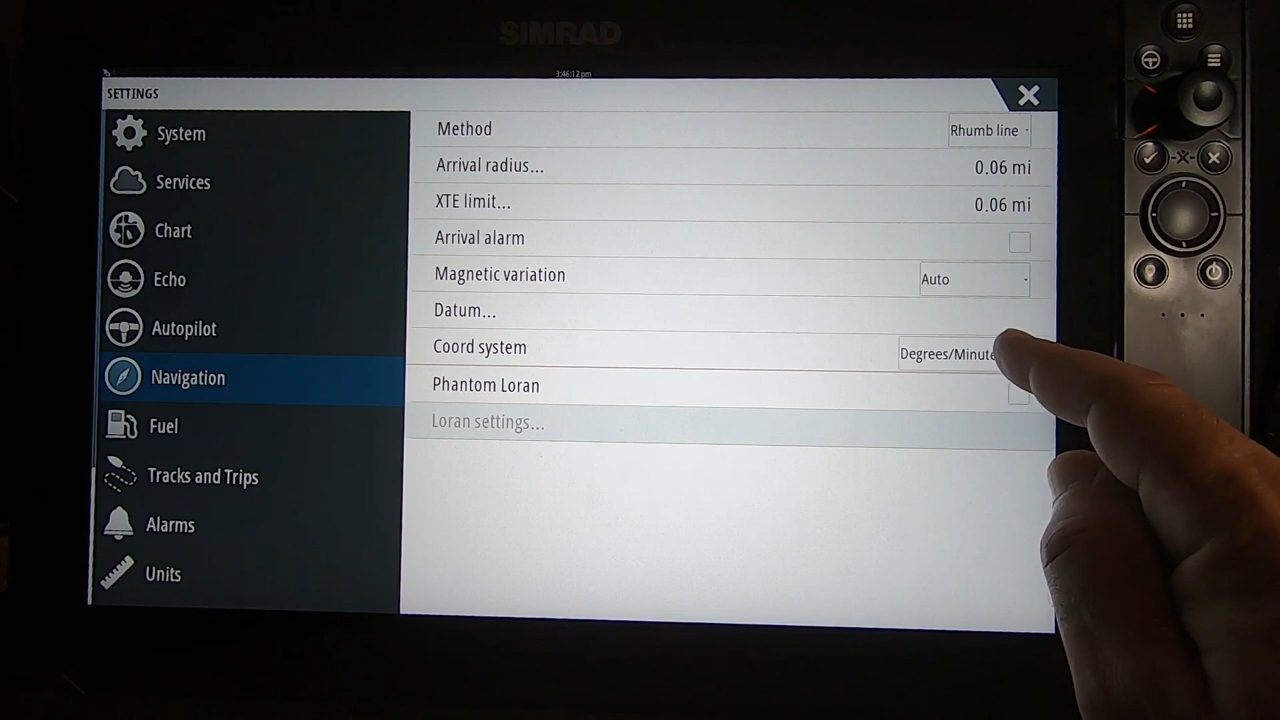 SIMRAD
3:46:12 pm
SETTINGS
System
Services
Chart
Echo
Autopilot
Navigation
Fuel
Tracks and Trips
Alarms
Units
Method Rhumb line
Arrival radius... 0.06 mi
XTE limit... 0.06 mi
Arrival alarm
Magnetic variation Auto
Datum...
Coord system Degrees/Minute
Phantom Loran
Loran settings...